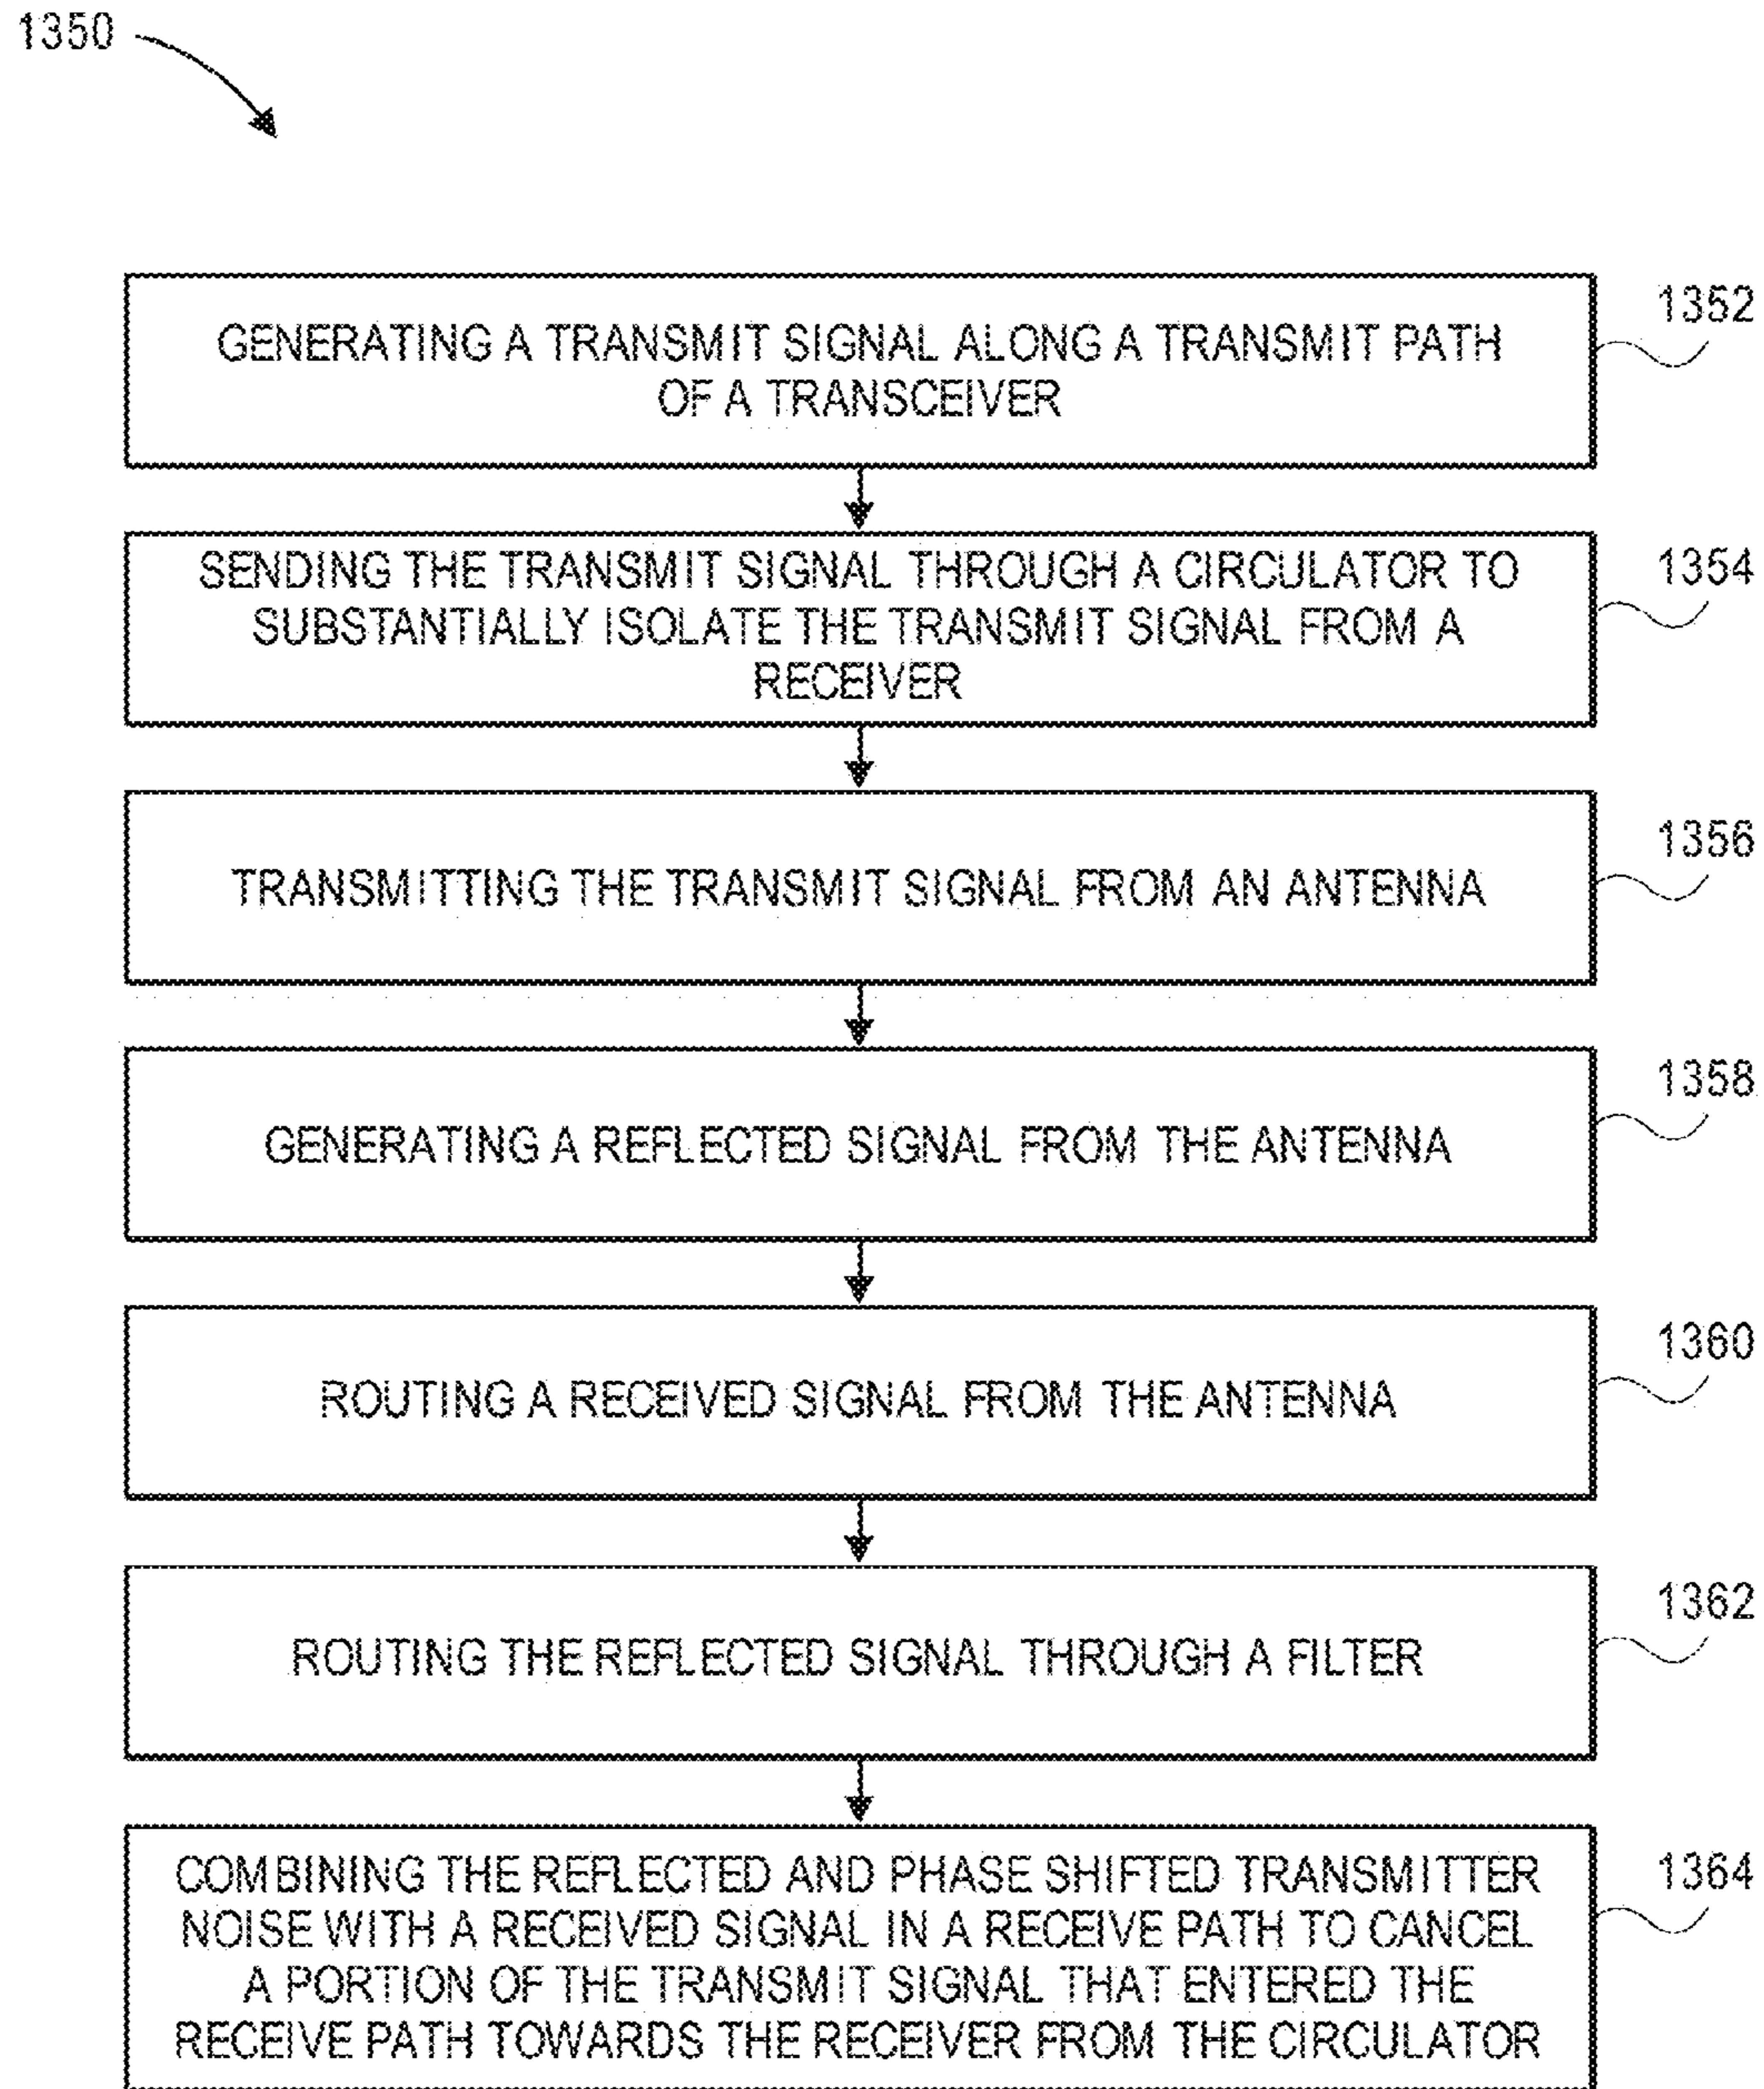 1350
GENERATING A TRANSMIT SIGNAL ALONG A TRANSMIT PATH
OF A TRANSCEIVER
1352
SENDING THE TRANSMIT SIGNAL THROUGH A CIRCULATOR TO
SUBSTANTIALLY ISOLATE THE TRANSMIT SIGNAL FROM A
RECEIVER
1354
TRANSMITTING THE TRANSMIT SIGNAL FROM AN ANTENNA
1356
GENERATING A REFLECTED SIGNAL FROM THE ANTENNA
1358
ROUTING A RECEIVED SIGNAL FROM THE ANTENNA
1360
ROUTING THE REFLECTED SIGNAL THROUGH A FILTER
1362
COMBINING THE REFLECTED AND PHASE SHIFTED TRANSMITTER
NOISE WITH A RECEIVED SIGNAL IN A RECEIVE PATH TO CANCEL
A PORTION OF THE TRANSMIT SIGNAL THAT ENTERED THE
RECEIVE PATH TOWARDS THE RECEIVER FROM THE CIRCULATOR
1364